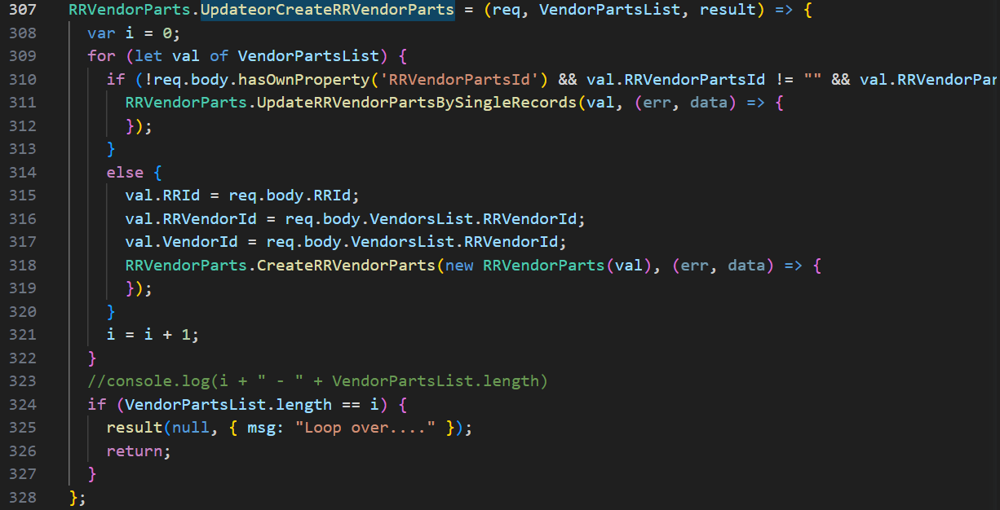 307 RRVendorParts.UpdateorCreateRRVendorParts = (req, VendorPartsList, result) => {
308   var i = 0;
309   for (let val of VendorPartsList) {
310     if (!req.body.hasOwnProperty('RRVendorPartsId') && val.RRVendorPartsId != "" && val.RRVendorPar
311       RRVendorParts.UpdateRRVendorPartsBySingleRecords(val, (err, data) => {
312       });
313     }
314     else {
315       val.RRId = req.body.RRId;
316       val.RRVendorId = req.body.VendorsList.RRVendorId;
317       val.VendorId = req.body.VendorsList.RRVendorId;
318       RRVendorParts.CreateRRVendorParts(new RRVendorParts(val), (err, data) => {
319       });
320     }
321     i = i + 1;
322   }
323   //console.log(i + " - " + VendorPartsList.length)
324   if (VendorPartsList.length == i) {
325     result(null, { msg: "Loop over...." });
326     return;
327   }
328 };